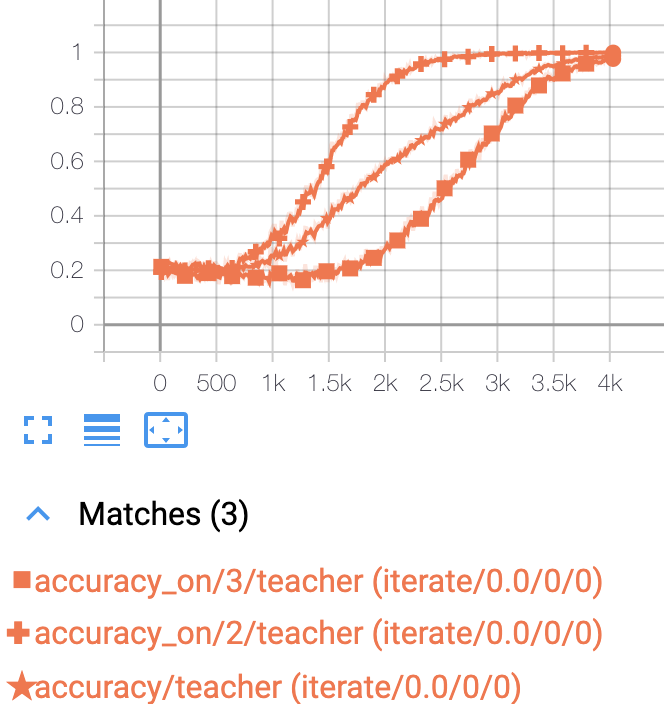 1
0.8
0.6
0.4
0.2
0
0 500 1k 1.5k 2k 2.5k 3k 3.5k 4k
Matches (3)
accuracy_on/3/teacher (iterate/0.0/0/0)
accuracy_on/2/teacher (iterate/0.0/0/0)
accuracy/teacher (iterate/0.0/0/0)